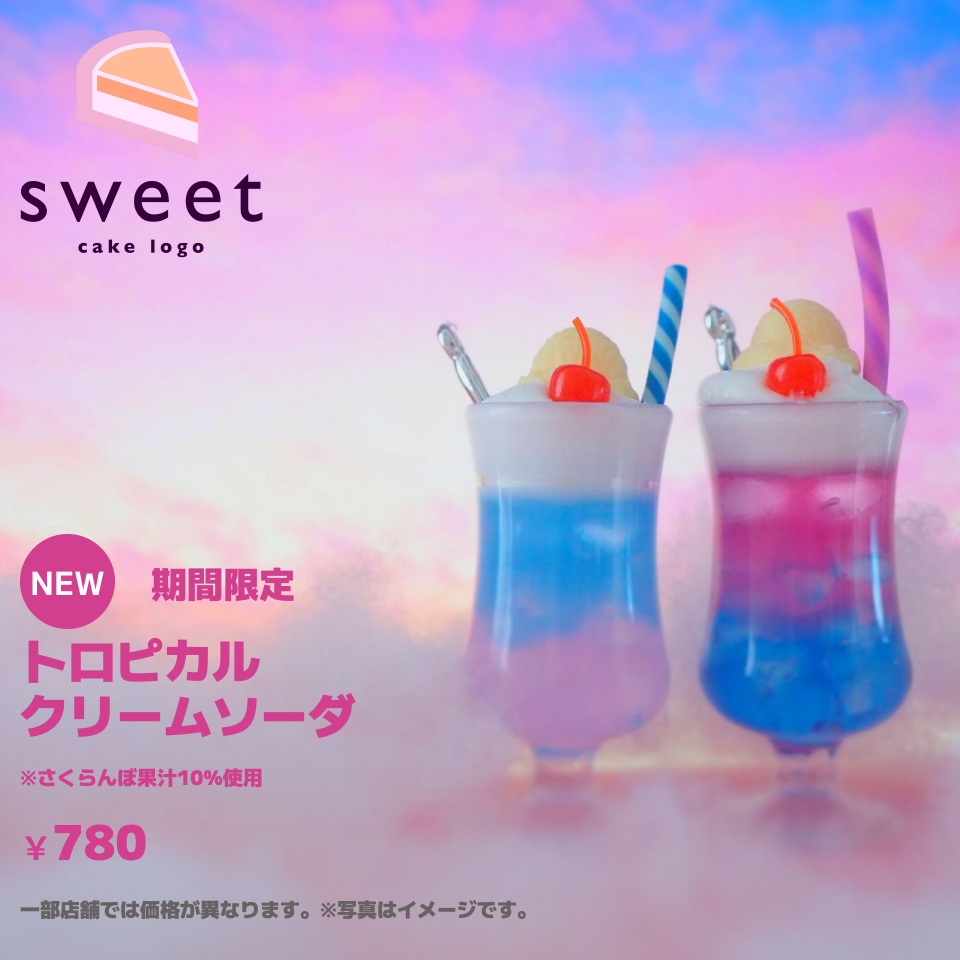 sweet
cake logo
NEW
期間限定
トロピカル
クリームソーダ
※さくらんぼ果汁10%使用
￥780
一部店舗では価格が異なります。※写真はイメージです。